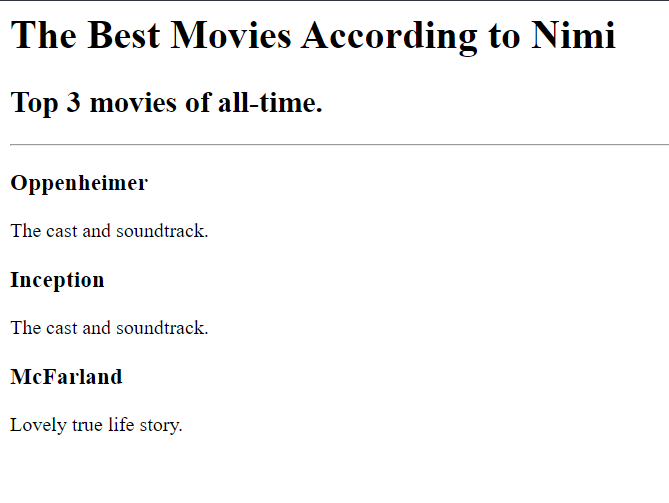 The Best Movies According to Nimi
Top 3 movies of all-time.
Oppenheimer
The cast and soundtrack.
Inception
The cast and soundtrack.
McFarland
Lovely true life story.